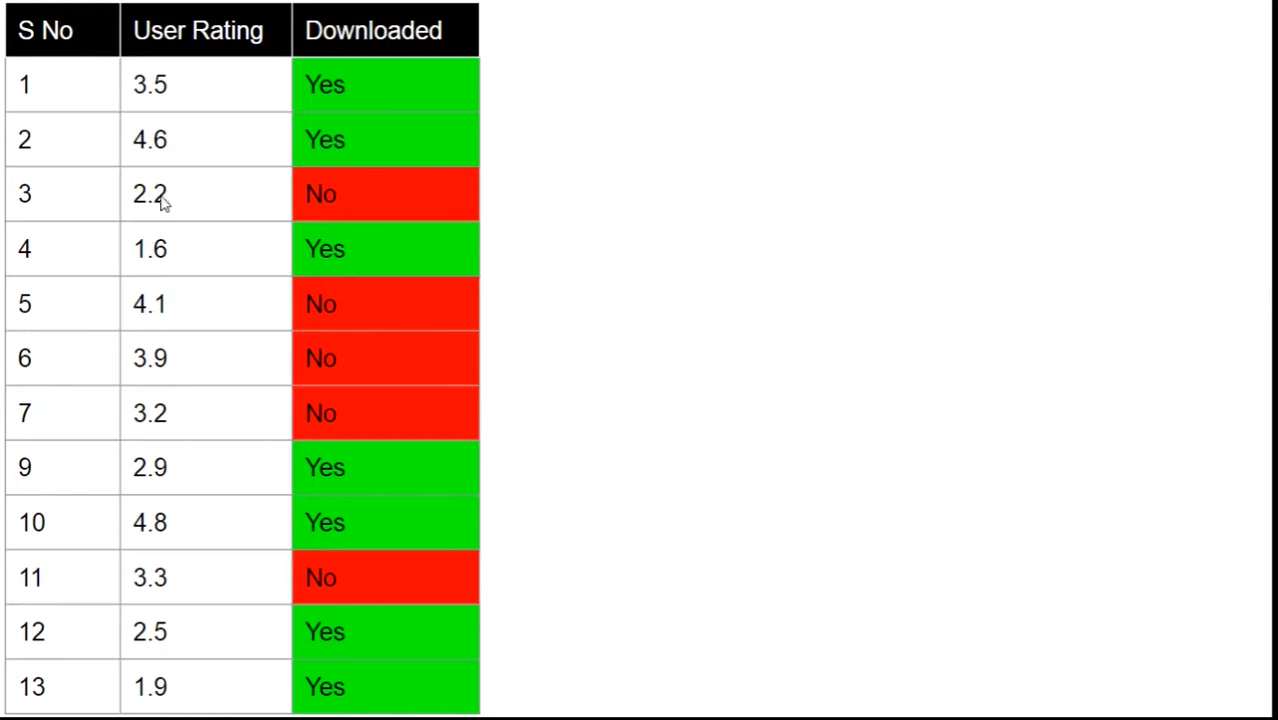 S No User Rating Downloaded
1 3.5 Yes
2 4.6 Yes
3 2.2 No
4 1.6 Yes
5 4.1 No
6 3.9 No
7 3.2 No
9 2.9 Yes
10 4.8 Yes
11 3.3 No
12 2.5 Yes
13 1.9 Yes